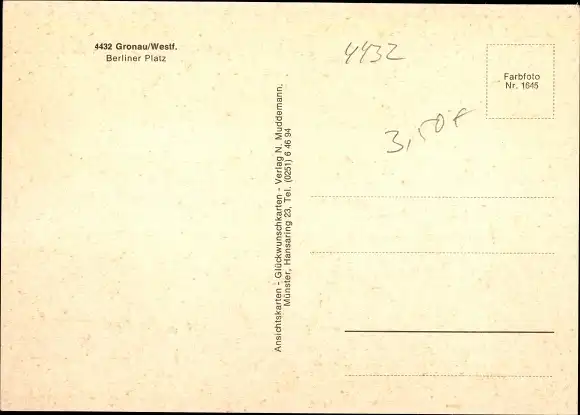 4432 Gronau/Westf.
Berliner Platz
Ansichtskarten - Glückwunschkarten - Verlag N. Muddemann,
Münster, Hansaring 23, Tel. (0251) 6 46 94
4432
3,50
Farbfoto
Nr. 1645